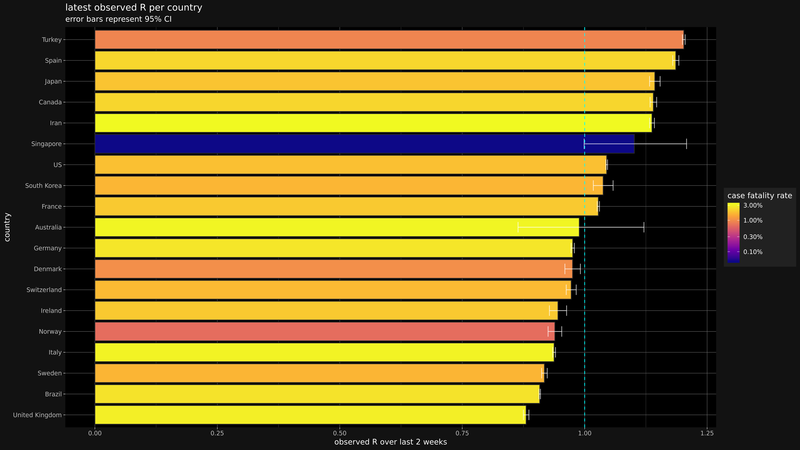 latest observed R per country
error bars represent 95% CI
country
Turkey
Spain
Japan
Canada
Iran
Singapore
US
South Korea
France
Australia
Germany
Denmark
Switzerland
Ireland
Norway
Italy
Sweden
Brazil
United Kingdom
0.00 0.25 0.50 0.75 1.00 1.25
observed R over last 2 weeks
case fatality rate
3.00%
1.00%
0.30%
0.10%